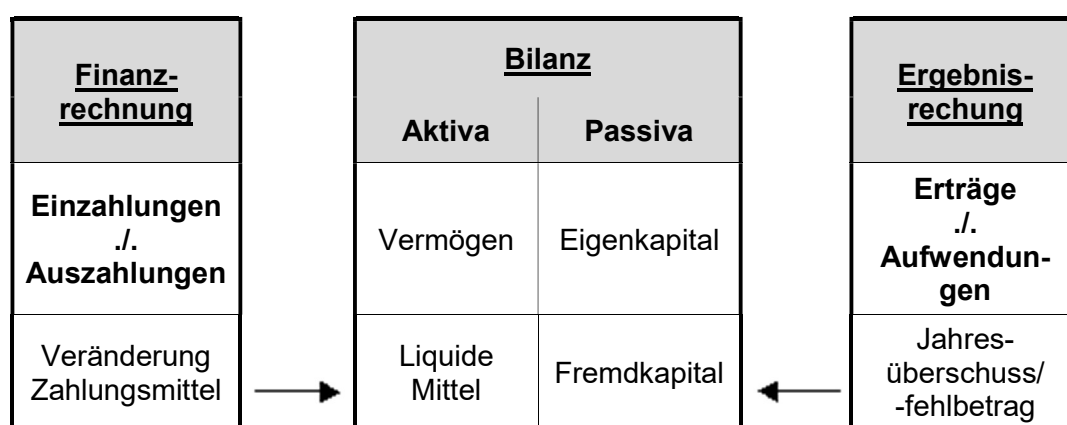 Finanz-
rechnung
Einzahlungen
./.
Auszahlungen
Veränderung
Zahlungsmittel
Bilanz
Aktiva
Passiva
Vermögen
Eigenkapital
Liquide
Mittel
Fremdkapital
Ergebnis-
rechung
Erträge
./.
Aufwendun-
gen
Jahres-
überschuss/
-fehlbetrag